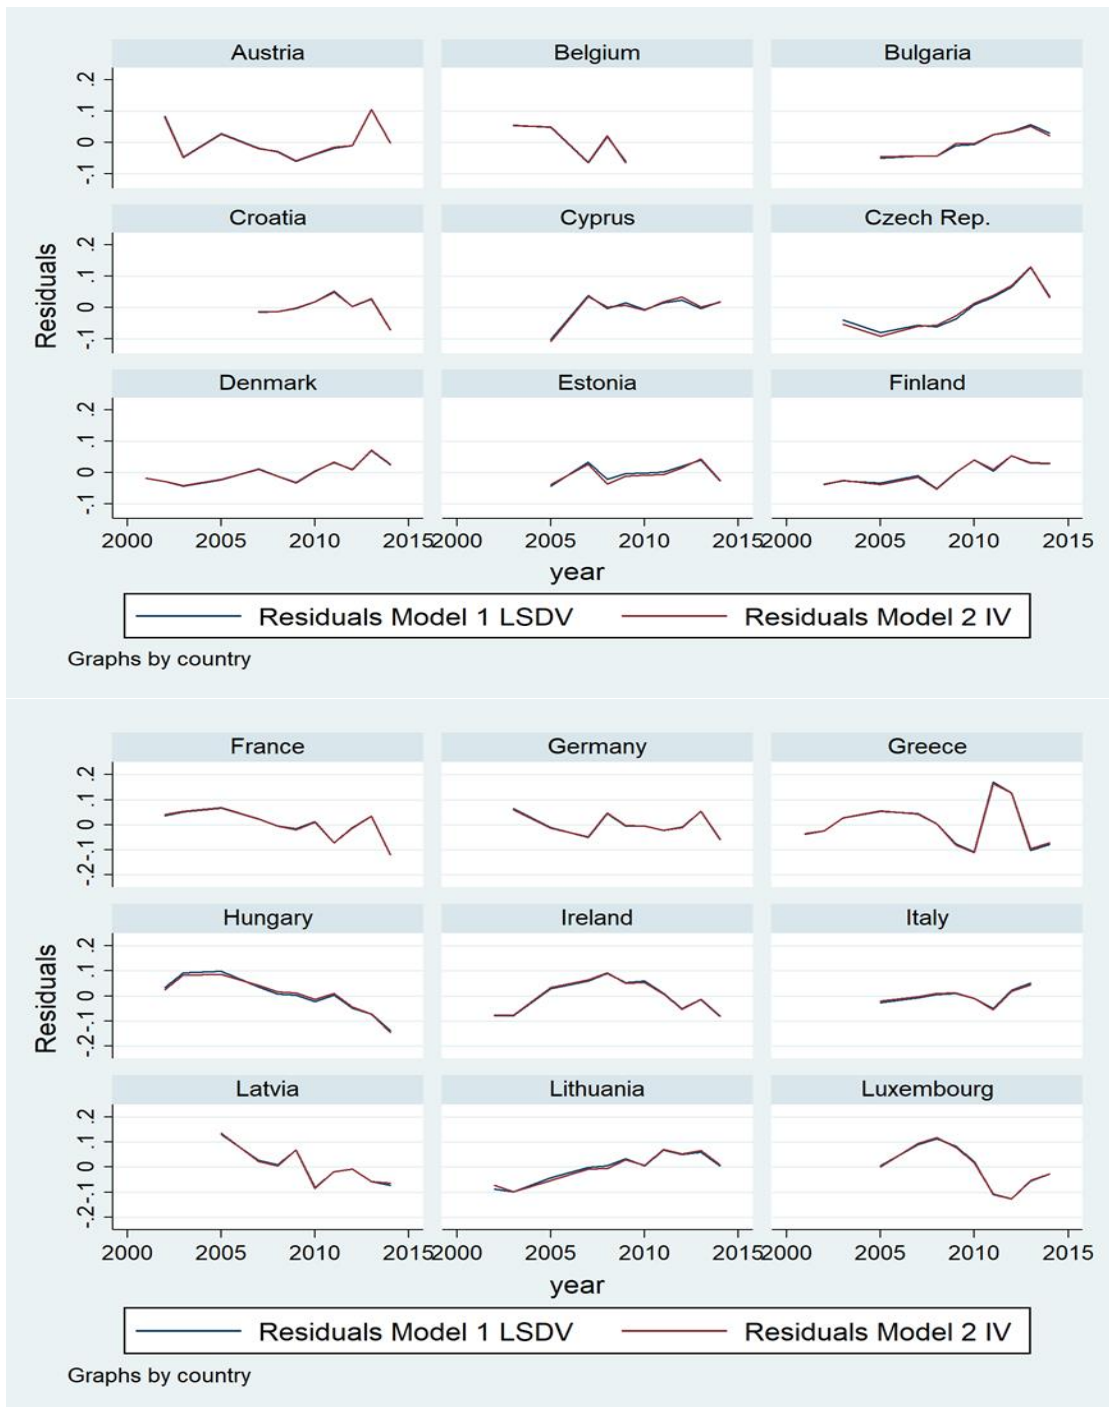 Austria Belgium Bulgaria
.2
.1
0
-.1
Croatia Cyprus Czech Rep.
.2
.1
0
-.1
Denmark Estonia Finland
.2
.1
0
-.1
Residuals
2000 2005 2010 2015 2000 2005 2010 2015 2000 2005 2010 2015
year
Residuals Model 1 LSDV Residuals Model 2 IV
Graphs by country
France Germany Greece
.2
.1
0
-.1
-.2
Hungary Ireland Italy
.2
.1
0
-.1
-.2
Latvia Lithuania Luxembourg
.2
.1
0
-.1
-.2
Residuals
2000 2005 2010 2015 2000 2005 2010 2015 2000 2005 2010 2015
year
Residuals Model 1 LSDV Residuals Model 2 IV
Graphs by country